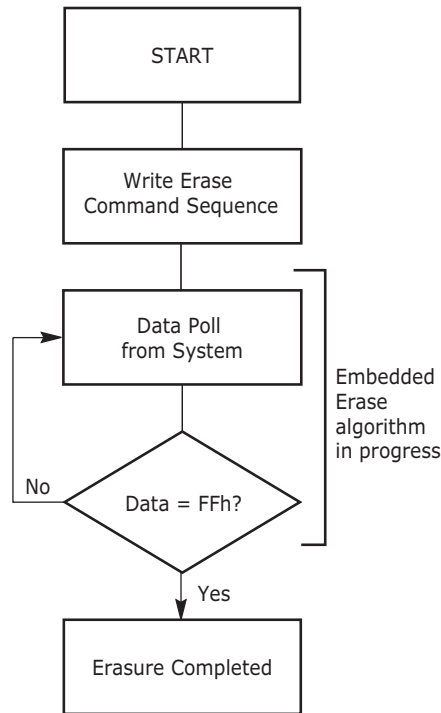 START
Write Erase
Command Sequence
Data Poll
from System
Embedded
Erase
algorithm
in progress
No
Data = FFh?
Yes
Erasure Completed